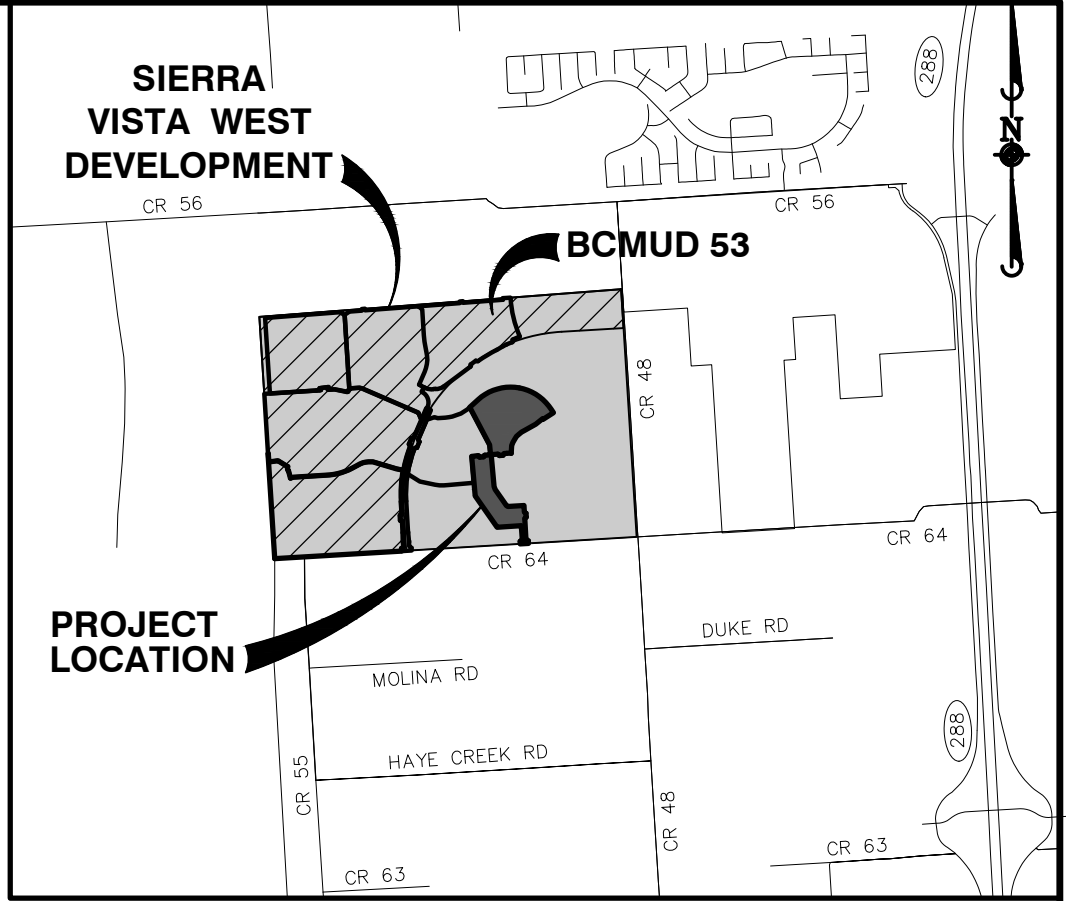 SIERRA
VISTA WEST
DEVELOPMENT
288
N
CR 56
CR 56
BCMUD 53
CR 48
CR 64
CR 64
PROJECT
LOCATION
DUKE RD
MOLINA RD
288
HAYE CREEK RD
CR 55
CR 48
CR 63
CR 63